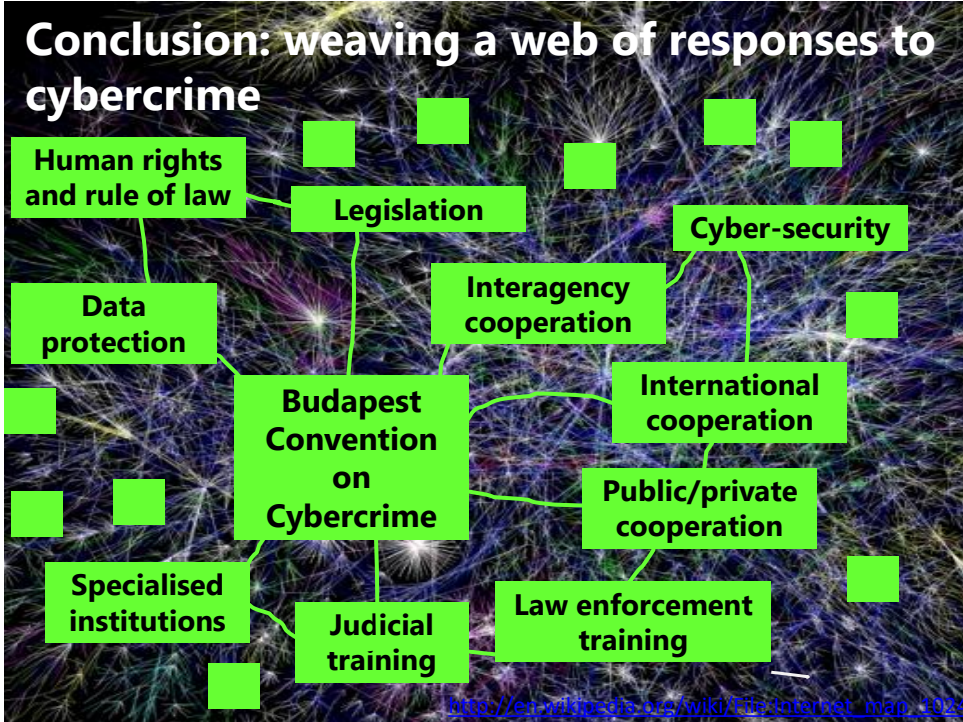 Conclusion: weaving a web of responses to
cybercrime
Human rights
and rule of law
Legislation
Cyber-security
Interagency
cooperation
Data
protection
Budapest
Convention
on
Cybercrime
International
cooperation
Public/private
cooperation
Specialised
institutions
Judicial
training
Law enforcement
training
http://en.wikipedia.org/wiki/File:Internet_map_1024